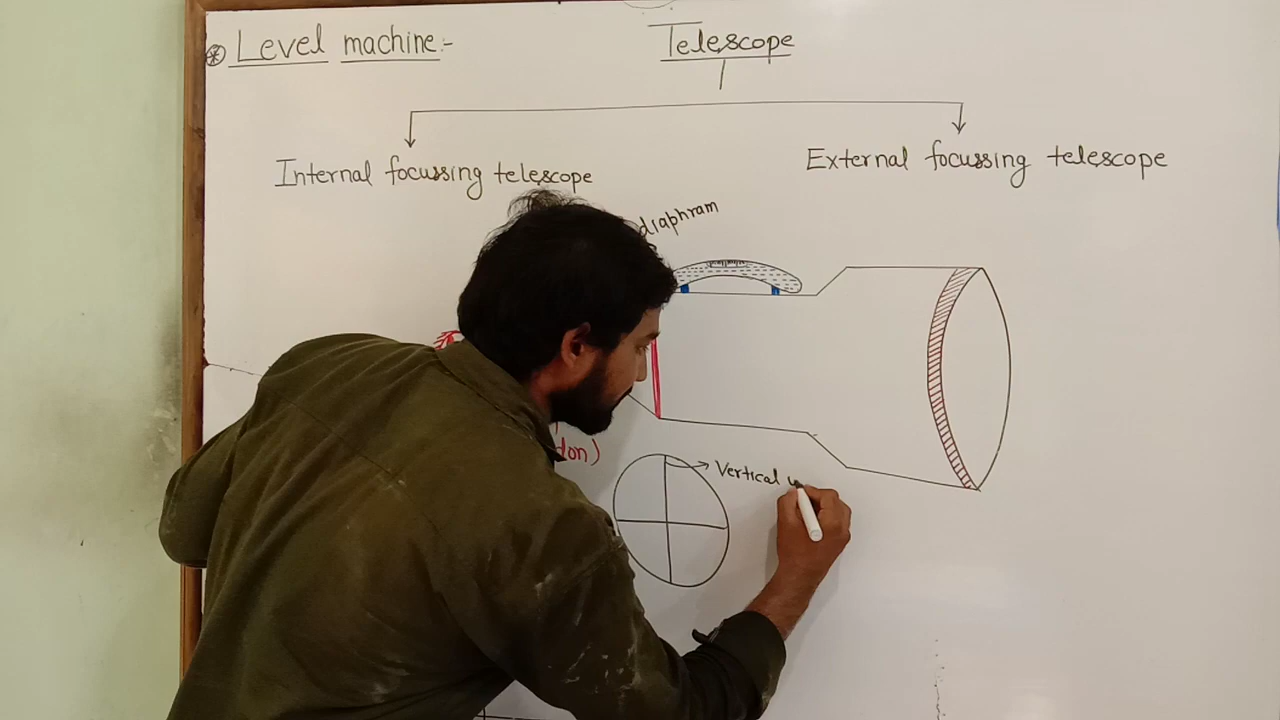 ⊛ Level machine:-
Telescope
Internal focussing telescope
External focussing telescope
diaphram
Vertical